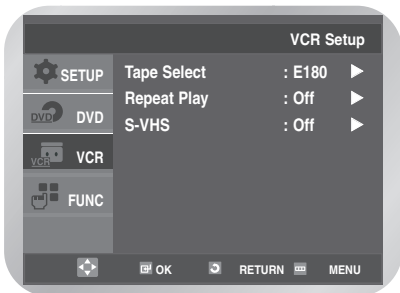 VCR Setup
SETUP
DVD DVD
VCR VCR
FUNC
Tape Select : E180
Repeat Play : Off
S-VHS : Off
OK RETURN MENU